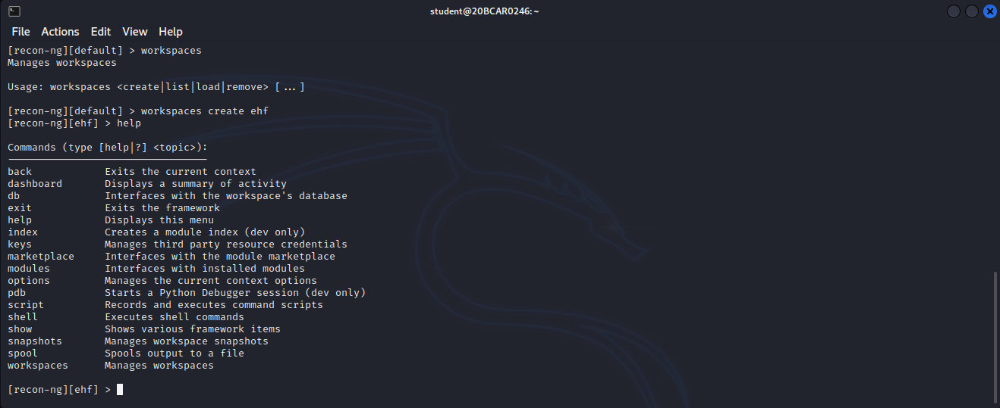 student@20BCAR0246: ~
File Actions Edit View Help
[recon-ng][default] > workspaces
Manages workspaces
Usage: workspaces <create|list|load|remove> [...]
[recon-ng][default] > workspaces create ehf
[recon-ng][ehf] > help
Commands (type [help|?] <topic>):
---------------------------------
back            Exits the current context
dashboard       Displays a summary of activity
db              Interfaces with the workspace's database
exit            Exits the framework
help            Displays this menu
index           Creates a module index (dev only)
keys            Manages third party resource credentials
marketplace     Interfaces with the module marketplace
modules         Interfaces with installed modules
options         Manages the current context options
pdb             Starts a Python Debugger session (dev only)
script          Records and executes command scripts
shell           Executes shell commands
show            Shows various framework items
snapshots       Manages workspace snapshots
spool           Spools output to a file
workspaces      Manages workspaces
[recon-ng][ehf] >